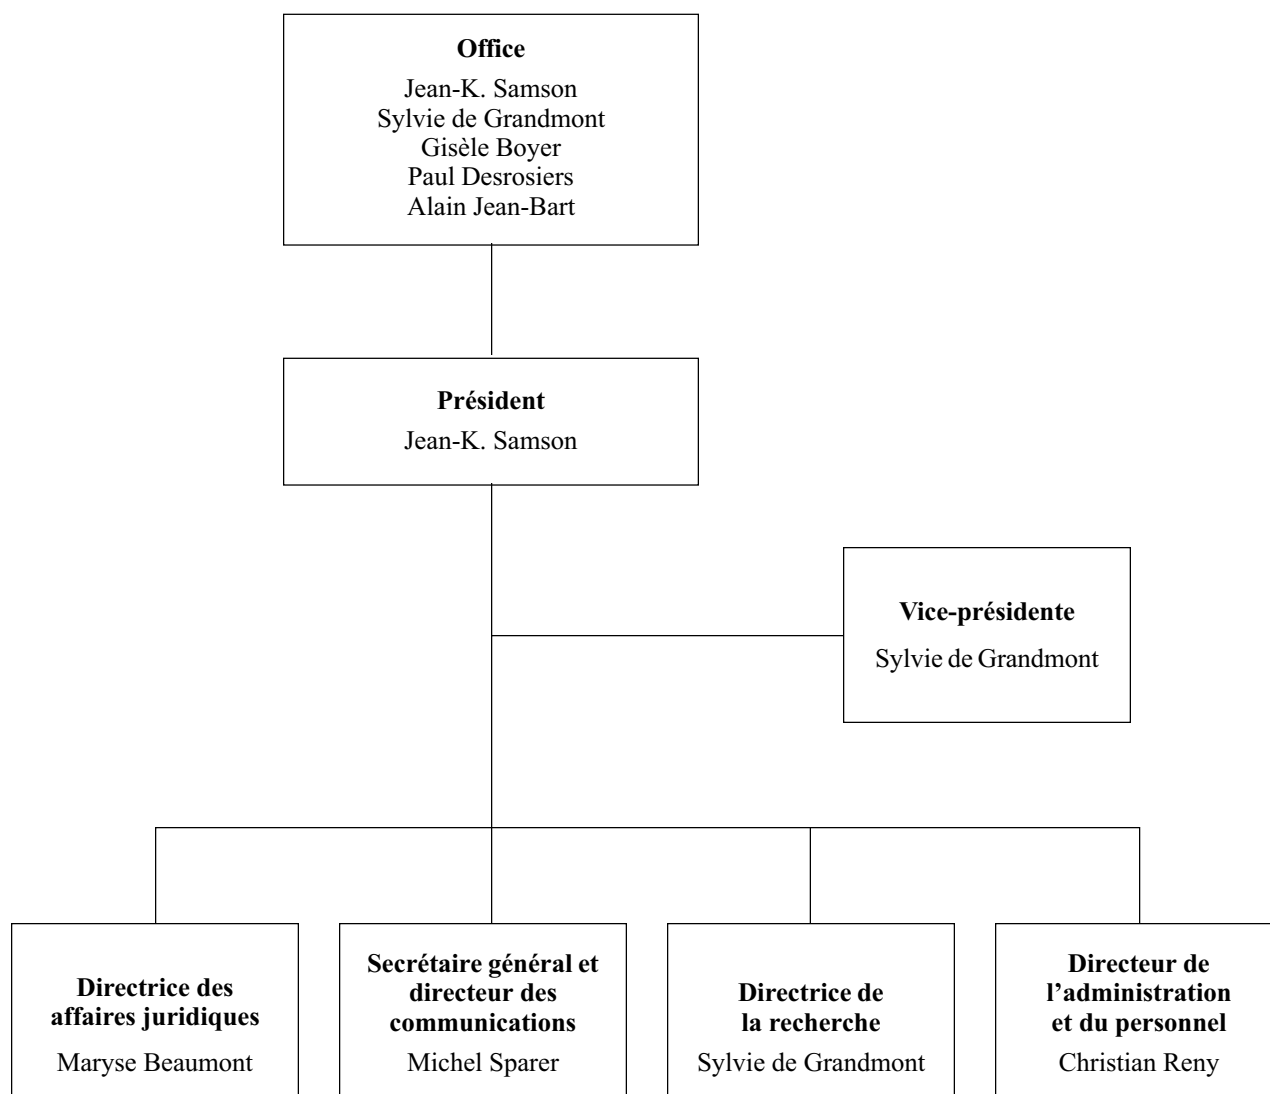 Office
Jean-K. Samson
Sylvie de Grandmont
Gisèle Boyer
Paul Desrosiers
Alain Jean-Bart
Président
Jean-K. Samson
Vice-présidente
Sylvie de Grandmont
Directrice des
affaires juridiques
Maryse Beaumont
Secrétaire général et
directeur des
communications
Michel Sparer
Directrice de
la recherche
Sylvie de Grandmont
Directeur de
l’administration
et du personnel
Christian Reny